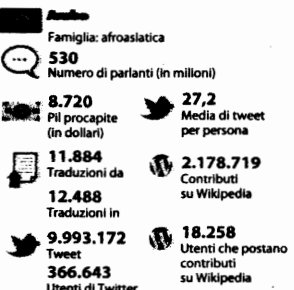 Arabo
Famiglia: afroasiatica
530
Numero di parlanti (in milioni)
8.720
Pil procapite
(in dollari)
27,2
Media di tweet
per persona
11.884
Traduzioni da
12.488
Traduzioni in
2.178.719
Contributi
su Wikipedia
9.993.172
Tweet
366.643
Utenti di Twitter
18.258
Utenti che postano
contributi
su Wikipedia